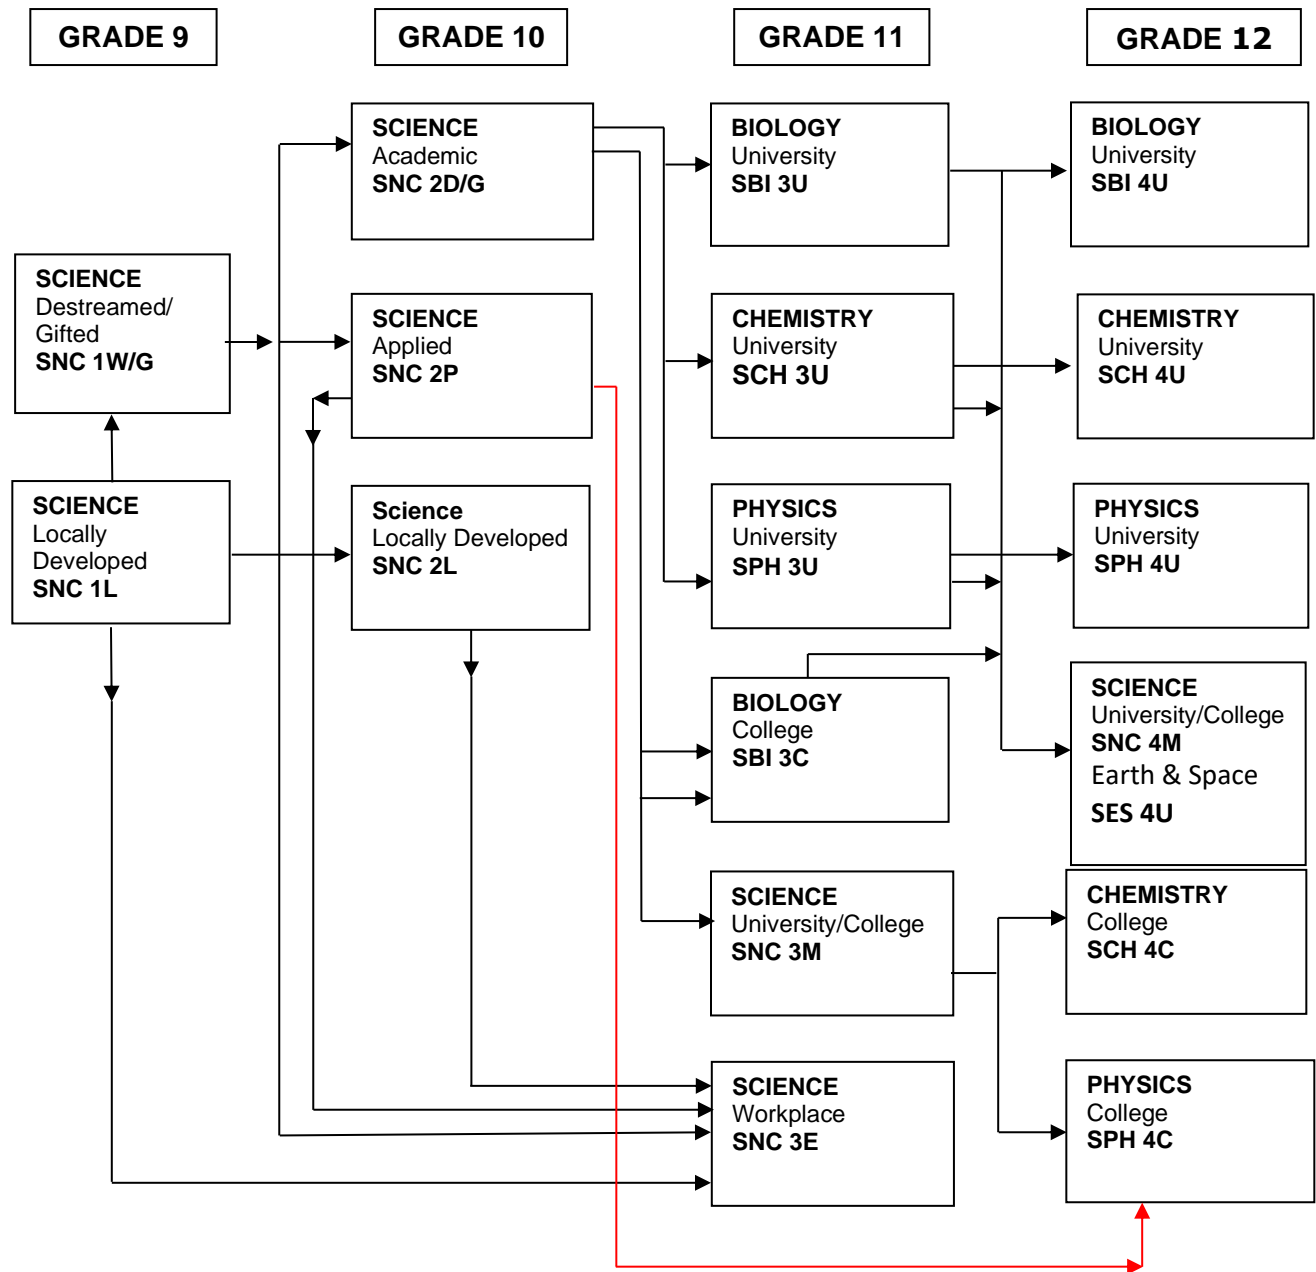 GRADE 9
GRADE 10
GRADE 11
GRADE 12
SCIENCE
Destreamed/
Gifted
SNC 1W/G
SCIENCE
Locally
Developed
SNC 1L
SCIENCE
Academic
SNC 2D/G
SCIENCE
Applied
SNC 2P
Science
Locally Developed
SNC 2L
BIOLOGY
University
SBI 3U
CHEMISTRY
University
SCH 3U
PHYSICS
University
SPH 3U
BIOLOGY
College
SBI 3C
SCIENCE
University/College
SNC 3M
SCIENCE
Workplace
SNC 3E
BIOLOGY
University
SBI 4U
CHEMISTRY
University
SCH 4U
PHYSICS
University
SPH 4U
SCIENCE
University/College
SNC 4M
Earth & Space
SES 4U
CHEMISTRY
College
SCH 4C
PHYSICS
College
SPH 4C